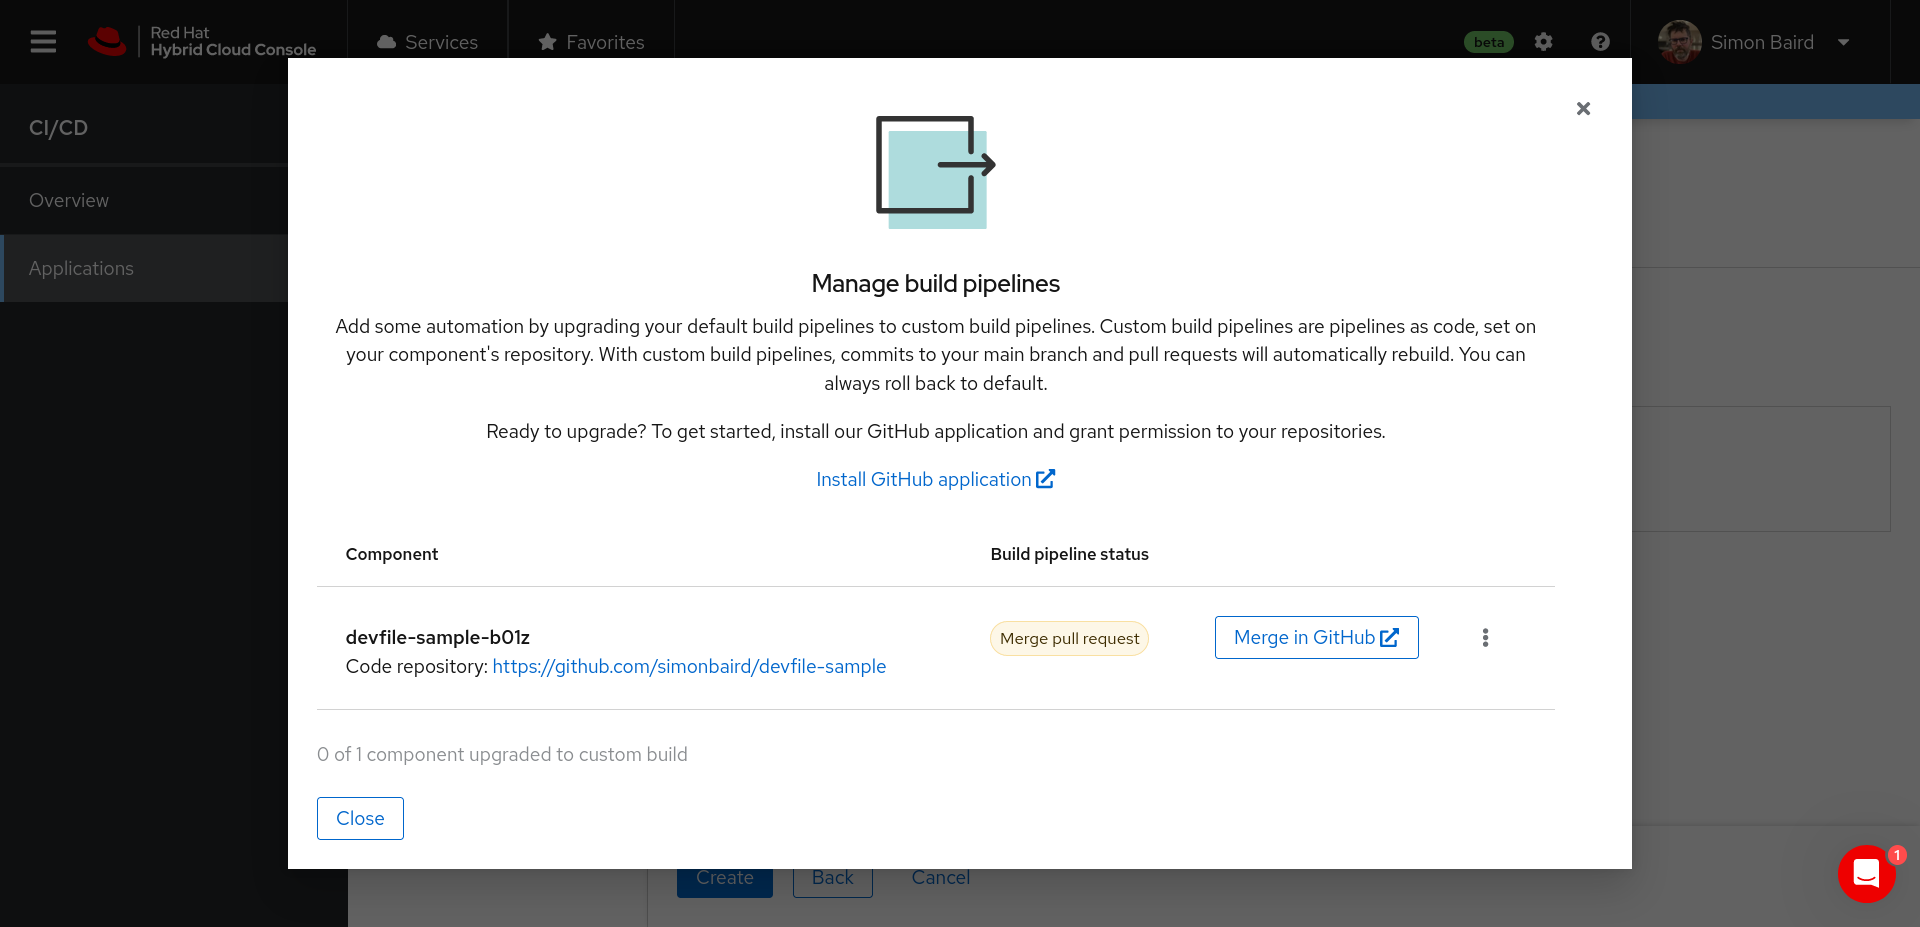 Red Hat
Hybrid Cloud Console
Services
Favorites
beta
Simon Baird
CI/CD
Overview
Applications
Manage build pipelines
Add some automation by upgrading your default build pipelines to custom build pipelines. Custom build pipelines are pipelines as code, set on
your component's repository. With custom build pipelines, commits to your main branch and pull requests will automatically rebuild. You can
always roll back to default.
Ready to upgrade? To get started, install our GitHub application and grant permission to your repositories.
Install GitHub application
Component Build pipeline status
devfile-sample-b01z
Merge pull request
Merge in GitHub
Code repository: https://github.com/simonbaird/devfile-sample
0 of 1 component upgraded to custom build
Close
Create
Back
Cancel
1